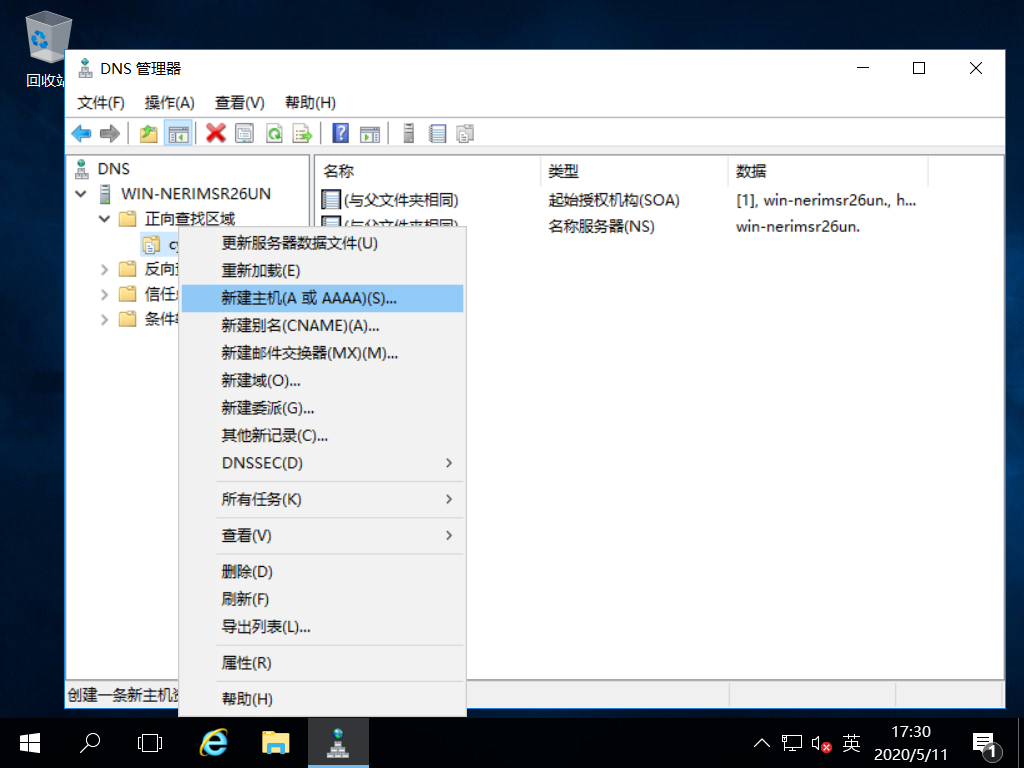 回收站
DNS 管理器
文件(F) 操作(A) 查看(V) 帮助(H)
DNS
WIN-NERIMSR26UN
正向查找区域
名称 类型 数据
(与父文件夹相同) 起始授权机构(SOA) [1], win-nerimsr26un., h...
(与父文件夹相同) 名称服务器(NS) win-nerimsr26un.
反向
信任
条件
更新服务器数据文件(U)
重新加载(E)
新建主机(A 或 AAAA)(S)...
新建别名(CNAME)(A)...
新建邮件交换器(MX)(M)...
新建域(O)...
新建委派(G)...
其他新记录(C)...
DNSSEC(D)
所有任务(K)
查看(V)
删除(D)
刷新(F)
导出列表(L)...
属性(R)
帮助(H)
创建一条新主机
英
17:30
2020/5/11
1